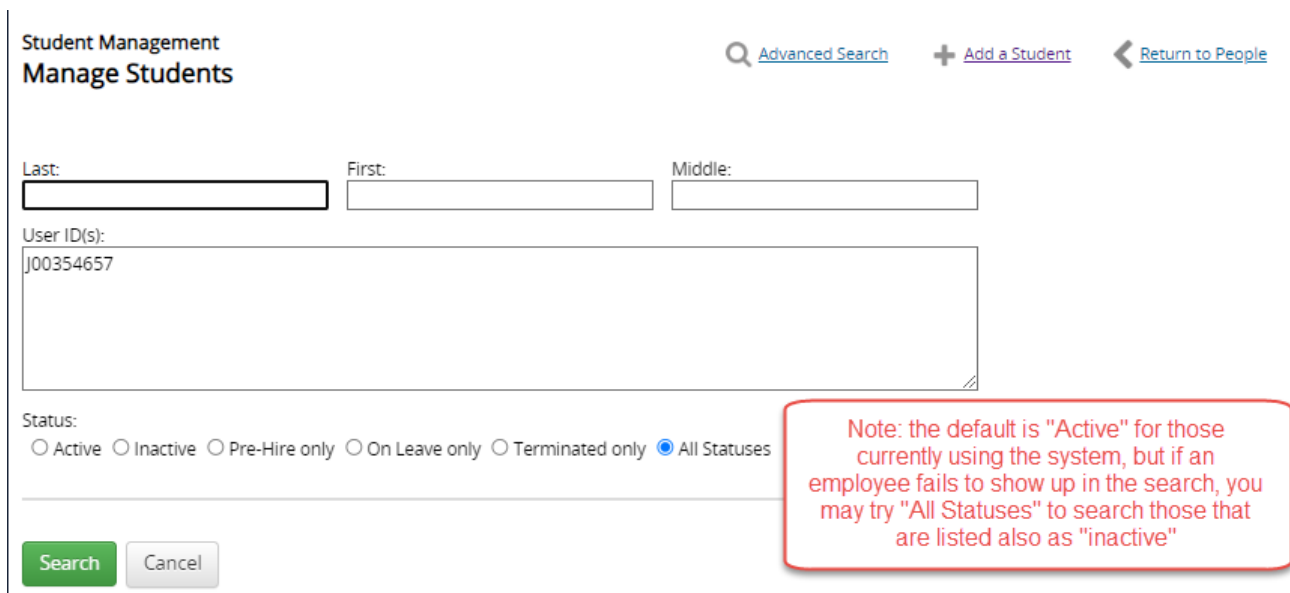 Student Management
Manage Students
Advanced Search
Add a Student
Return to People
Last:
First:
Middle:
User ID(s):
J00354657
Status:
Active Inactive Pre-Hire only On Leave only Terminated only All Statuses
Note: the default is "Active" for those
currently using the system, but if an
employee fails to show up in the search, you
may try "All Statuses" to search those that
are listed also as "inactive"
Search
Cancel